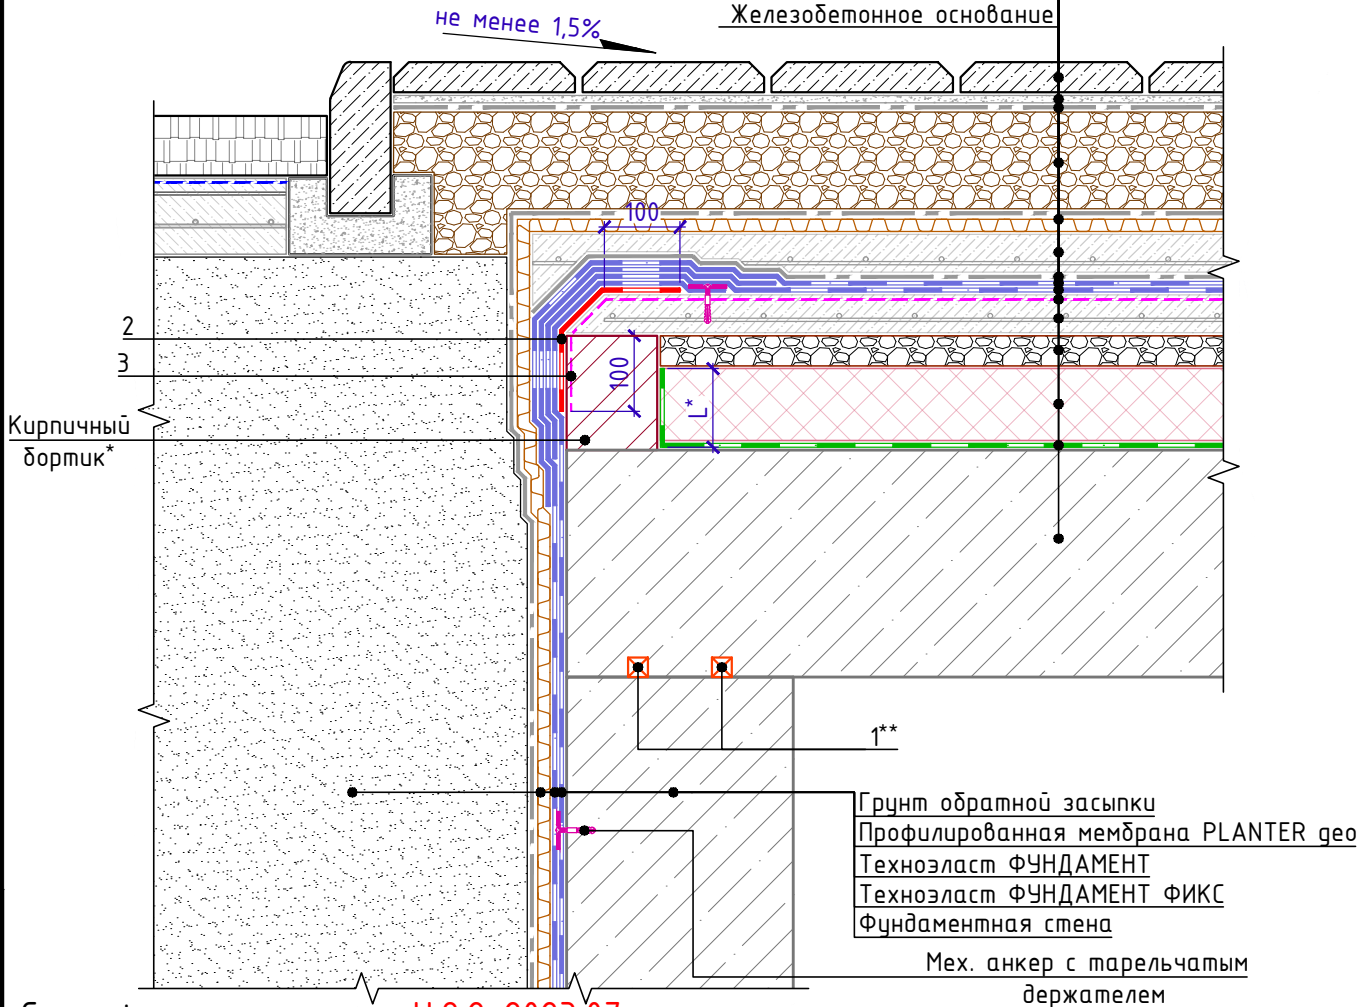 не менее 1,5%
Железобетонное основание
100
2
3
100
L*
Кирпичный
бортик*
1**
Грунт обратной засыпки
Профилированная мембрана PLANTER geo
Техноэласт ФУНДАМЕНТ
Техноэласт ФУНДАМЕНТ ФИКС
Фундаментная стена
Мех. анкер с тарельчатым
держателем